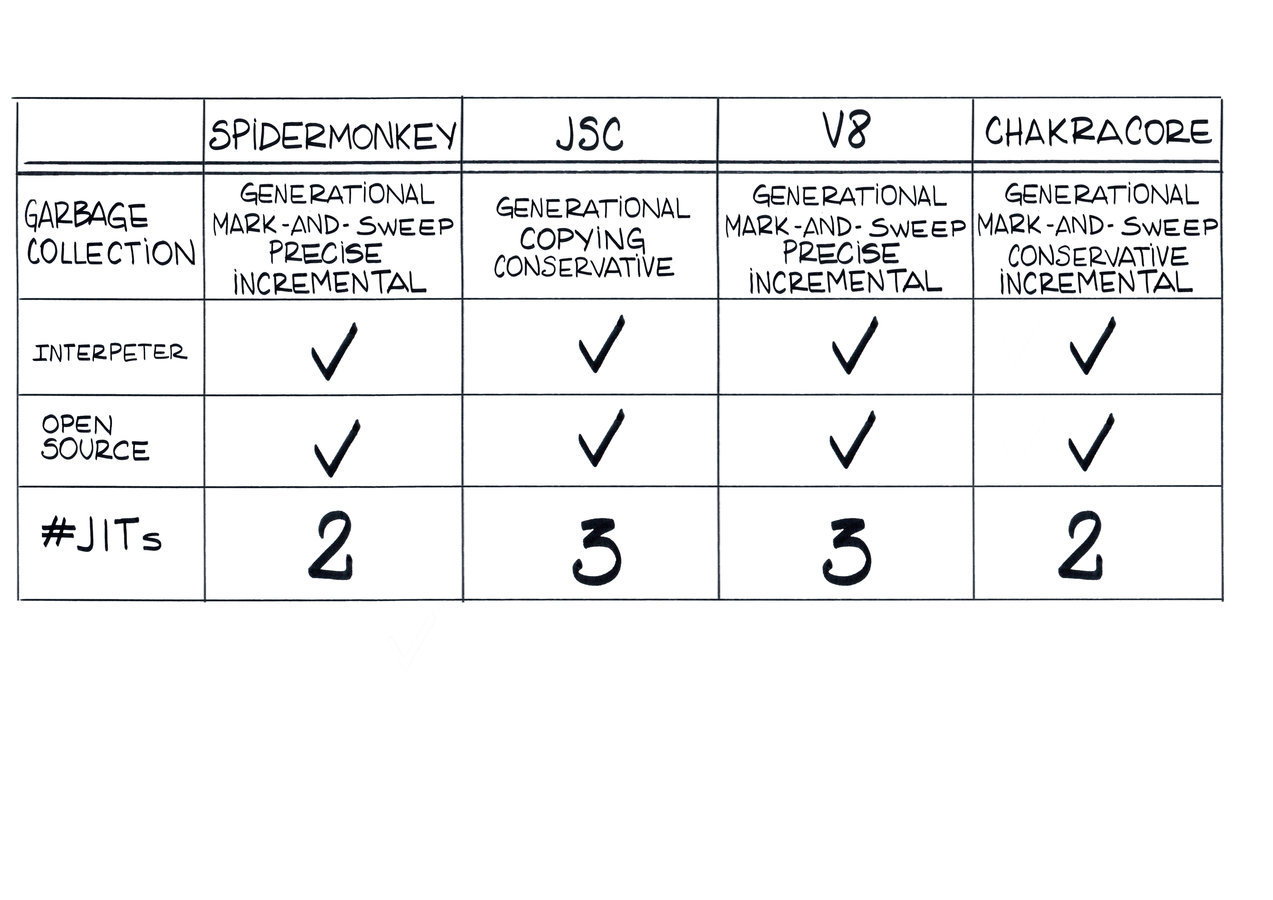 SPIDERMONKEY JSC V8 CHAKRACORE
GARBAGE
COLLECTION
GENERATIONAL
MARK-AND-SWEEP
PRECISE
INCREMENTAL
GENERATIONAL
COPYING
CONSERVATIVE
GENERATIONAL
MARK-AND-SWEEP
PRECISE
INCREMENTAL
GENERATIONAL
MARK-AND-SWEEP
CONSERVATIVE
INCREMENTAL
INTERPETER ✓ ✓ ✓ ✓
OPEN
SOURCE
✓ ✓ ✓ ✓
#JITs 2 3 3 2